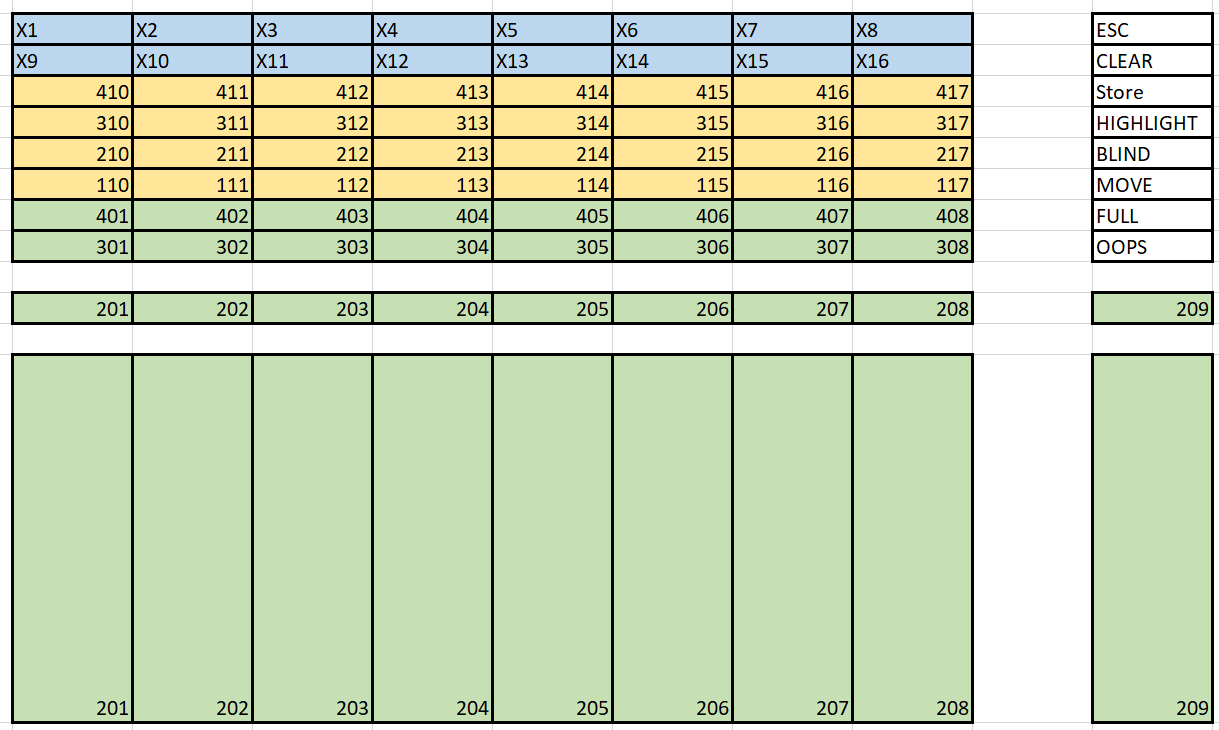 X1 X2 X3 X4 X5 X6 X7 X8 ESC
X9 X10 X11 X12 X13 X14 X15 X16 CLEAR
410 411 412 413 414 415 416 417 Store
310 311 312 313 314 315 316 317 HIGHLIGHT
210 211 212 213 214 215 216 217 BLIND
110 111 112 113 114 115 116 117 MOVE
401 402 403 404 405 406 407 408 FULL
301 302 303 304 305 306 307 308 OOPS
201 202 203 204 205 206 207 208 209
201 202 203 204 205 206 207 208 209